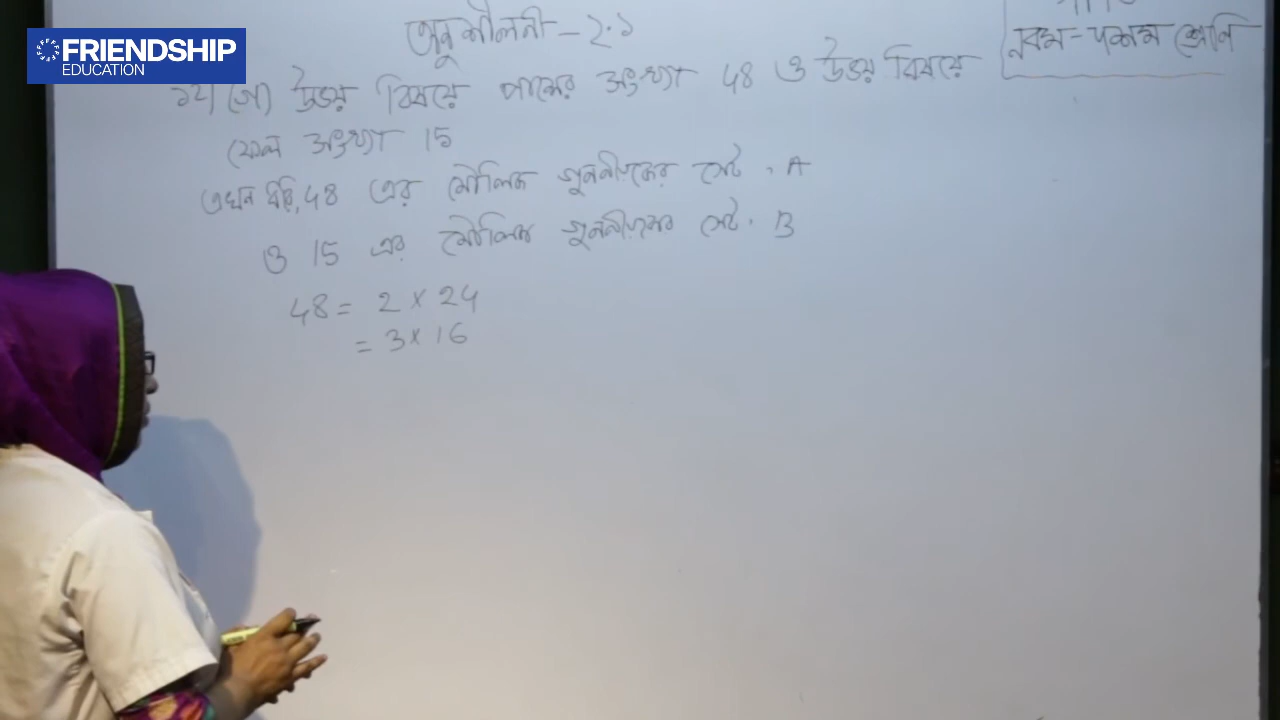 FRIENDSHIP
EDUCATION
অনুশীলনী – ২.১
নবম-দশম শ্রেণি
১২| (গ) উভয় বিষয়ে পাসের সংখ্যা 48 ও উভয় বিষয়ে
ফেল সংখ্যা 15
এখন ধরি, 48 এর মৌলিক গুননীয়কের সেট = A
ও 15 এর মৌলিক গুননীয়কের সেট = B
48 = 2 × 24
= 3 × 16